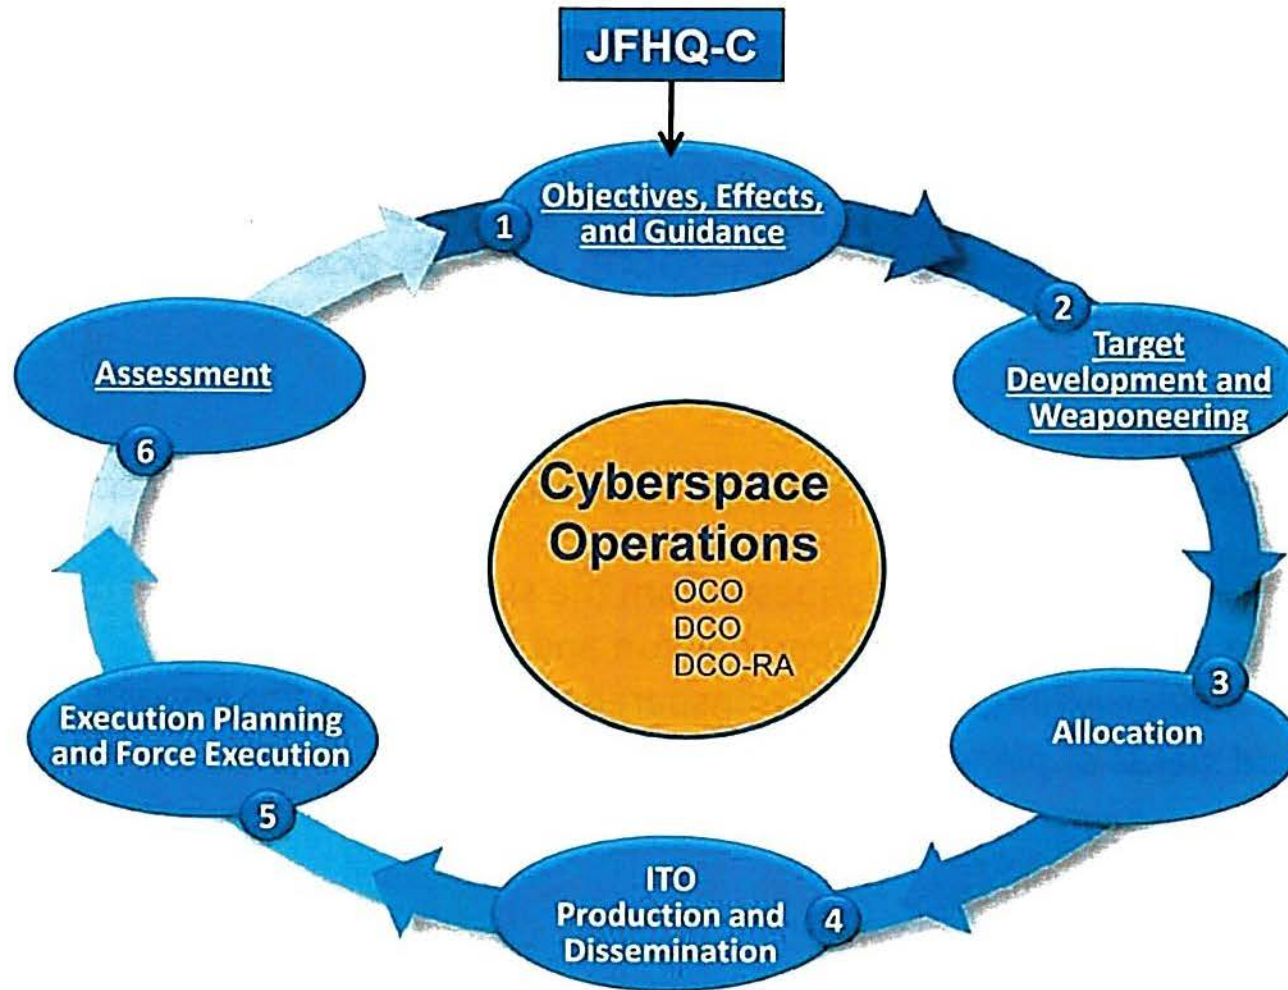 JFHQ-C
1
Objectives, Effects,
and Guidance
2
Target
Development and
Weaponeering
3
Allocation
4
ITO
Production and
Dissemination
5
Execution Planning
and Force Execution
6
Assessment
Cyberspace
Operations
OCO
DCO
DCO-RA